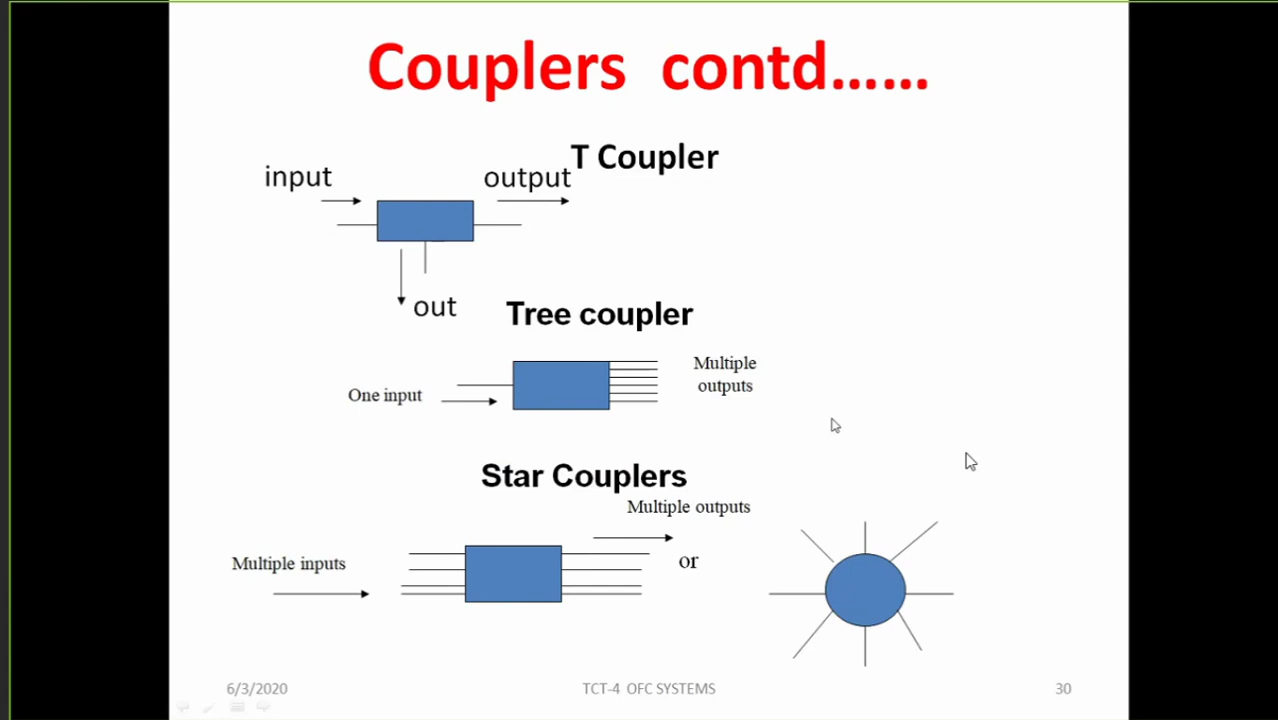 Couplers contd……
T Coupler
input
output
out
Tree coupler
One input
Multiple
outputs
Star Couplers
Multiple outputs
Multiple inputs
or
6/3/2020
TCT-4 OFC SYSTEMS
30